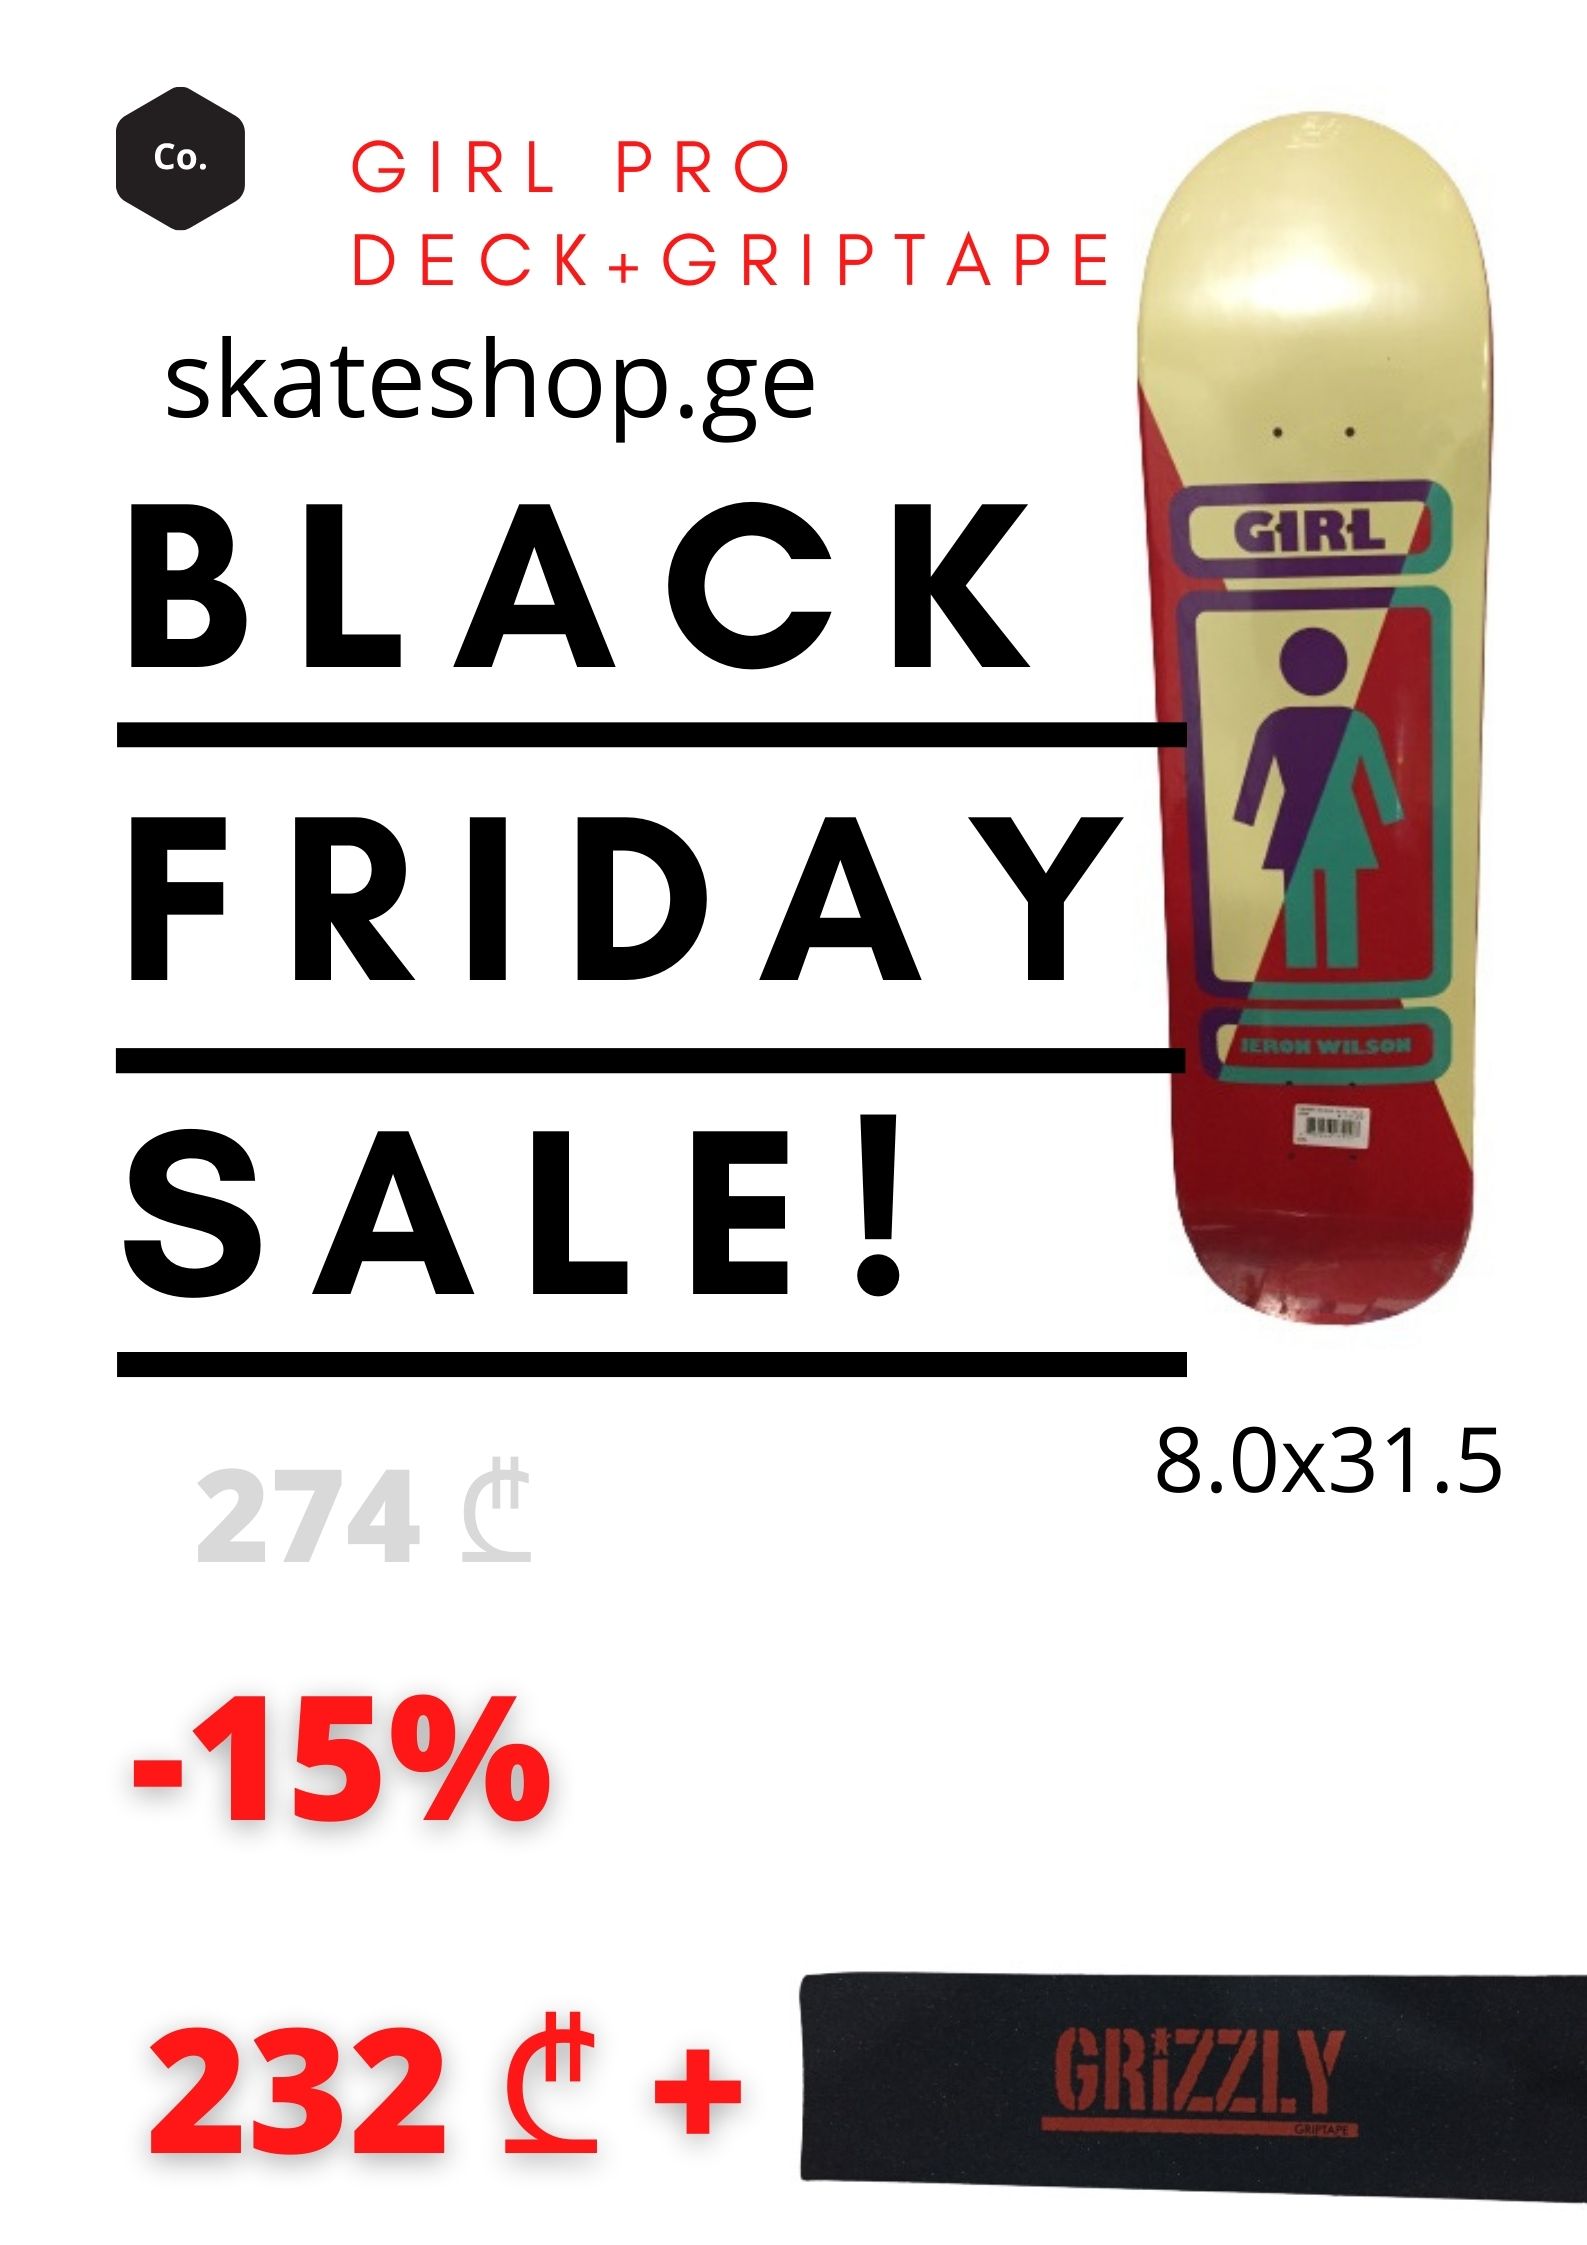 Co.
GIRL PRO
DECK+GRIPTAPE
skateshop.ge
BLACK
FRIDAY
SALE!
GIRL
JERON WILSON
8.0x31.5
274 ₾
-15%
232 ₾ +
GRIZZLY
GRIPTAPE